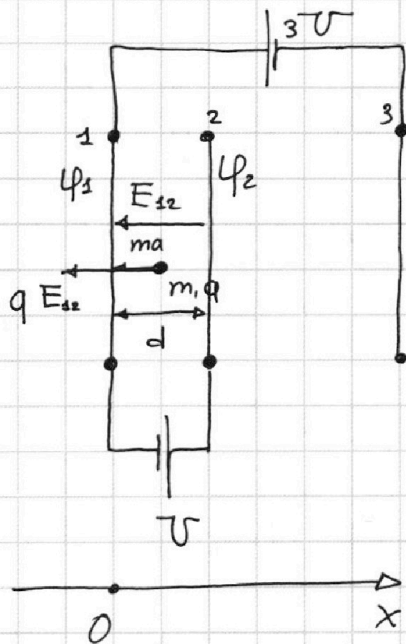 3U
1 2 3
φ₁ E₁₂ φ₂
ma
qE₁₂ m, q
d
U
0 X